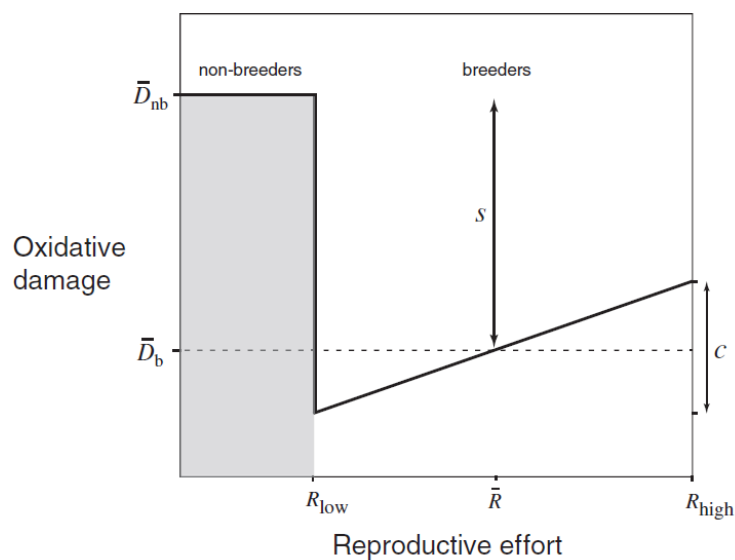 non-breeders
breeders
D̄nb
S
Oxidative
damage
D̄b
C
Rlow
R̄
Rhigh
Reproductive effort